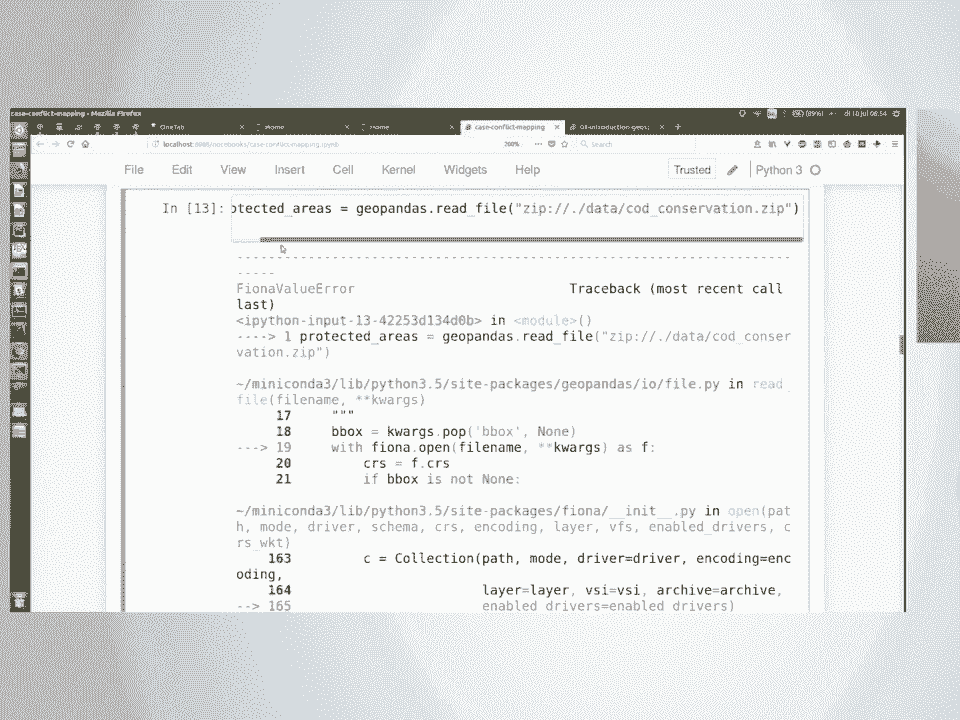 case-conflict-mapping - Mozilla Firefox
(89%)
di 10 jul 06:54
OneTab
Home
Home
case-conflict-mapping
localhost:8888/notebooks/case-conflict-mapping.ipynb
200%
Search
File Edit View Insert Cell Kernel Widgets Help
Trusted
Python 3
In [13]: otected_areas = geopandas.read_file("zip://./data/cod_conservation.zip")
---------------------------------------------------------------------------
-----
FionaValueError Traceback (most recent call
last)
<ipython-input-13-42253d134d0b> in <module>()
----> 1 protected_areas = geopandas.read_file("zip://./data/cod_conser
vation.zip")
~/miniconda3/lib/python3.5/site-packages/geopandas/io/file.py in read_
file(filename, **kwargs)
17 """
18 bbox = kwargs.pop('bbox', None)
---> 19 with fiona.open(filename, **kwargs) as f:
20 crs = f.crs
21 if bbox is not None:
~/miniconda3/lib/python3.5/site-packages/fiona/__init__.py in open(pat
h, mode, driver, schema, crs, encoding, layer, vfs, enabled_drivers, c
rs_wkt)
163 c = Collection(path, mode, driver=driver, encoding=enc
oding,
164 layer=layer, vsi=vsi, archive=archive,
--> 165 enabled_drivers=enabled_drivers)